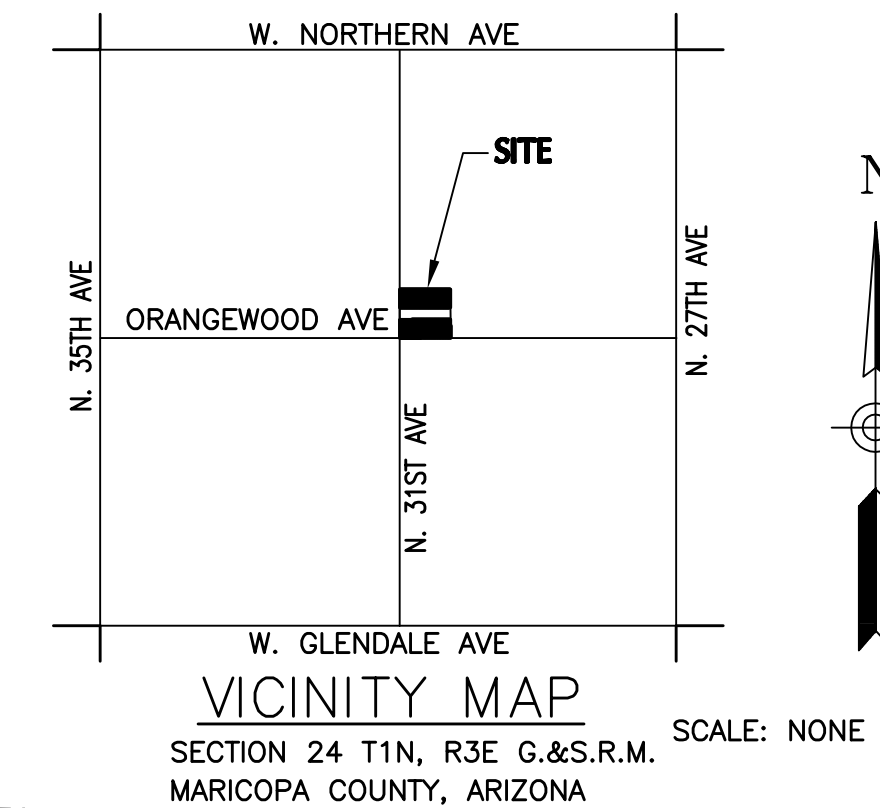 W. NORTHERN AVE
SITE
N
N. 35TH AVE
ORANGEWOOD AVE
N. 27TH AVE
N. 31ST AVE
W. GLENDALE AVE
VICINITY MAP
SCALE: NONE
SECTION 24 T1N, R3E G.&S.R.M.
MARICOPA COUNTY, ARIZONA